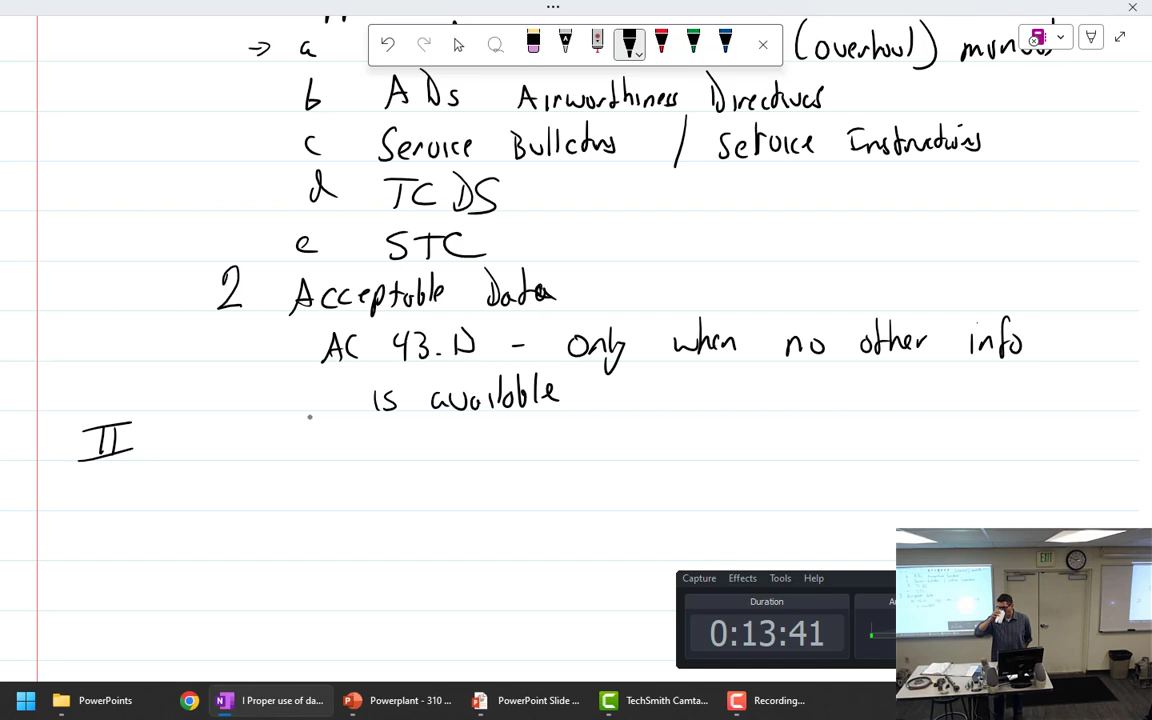 → a (overhaul) manual
b ADs Airworthiness Directives
c Service Bulletins / Service Instructions
d TCDS
e STC
2 Acceptable Data
AC 43.D - only when no other info
is available
II
Capture Effects Tools Help
Duration
0:13:41
EXIT
PowerPoints
I Proper use of da...
Powerplant - 310 ...
PowerPoint Slide ...
TechSmith Camta...
Recording...